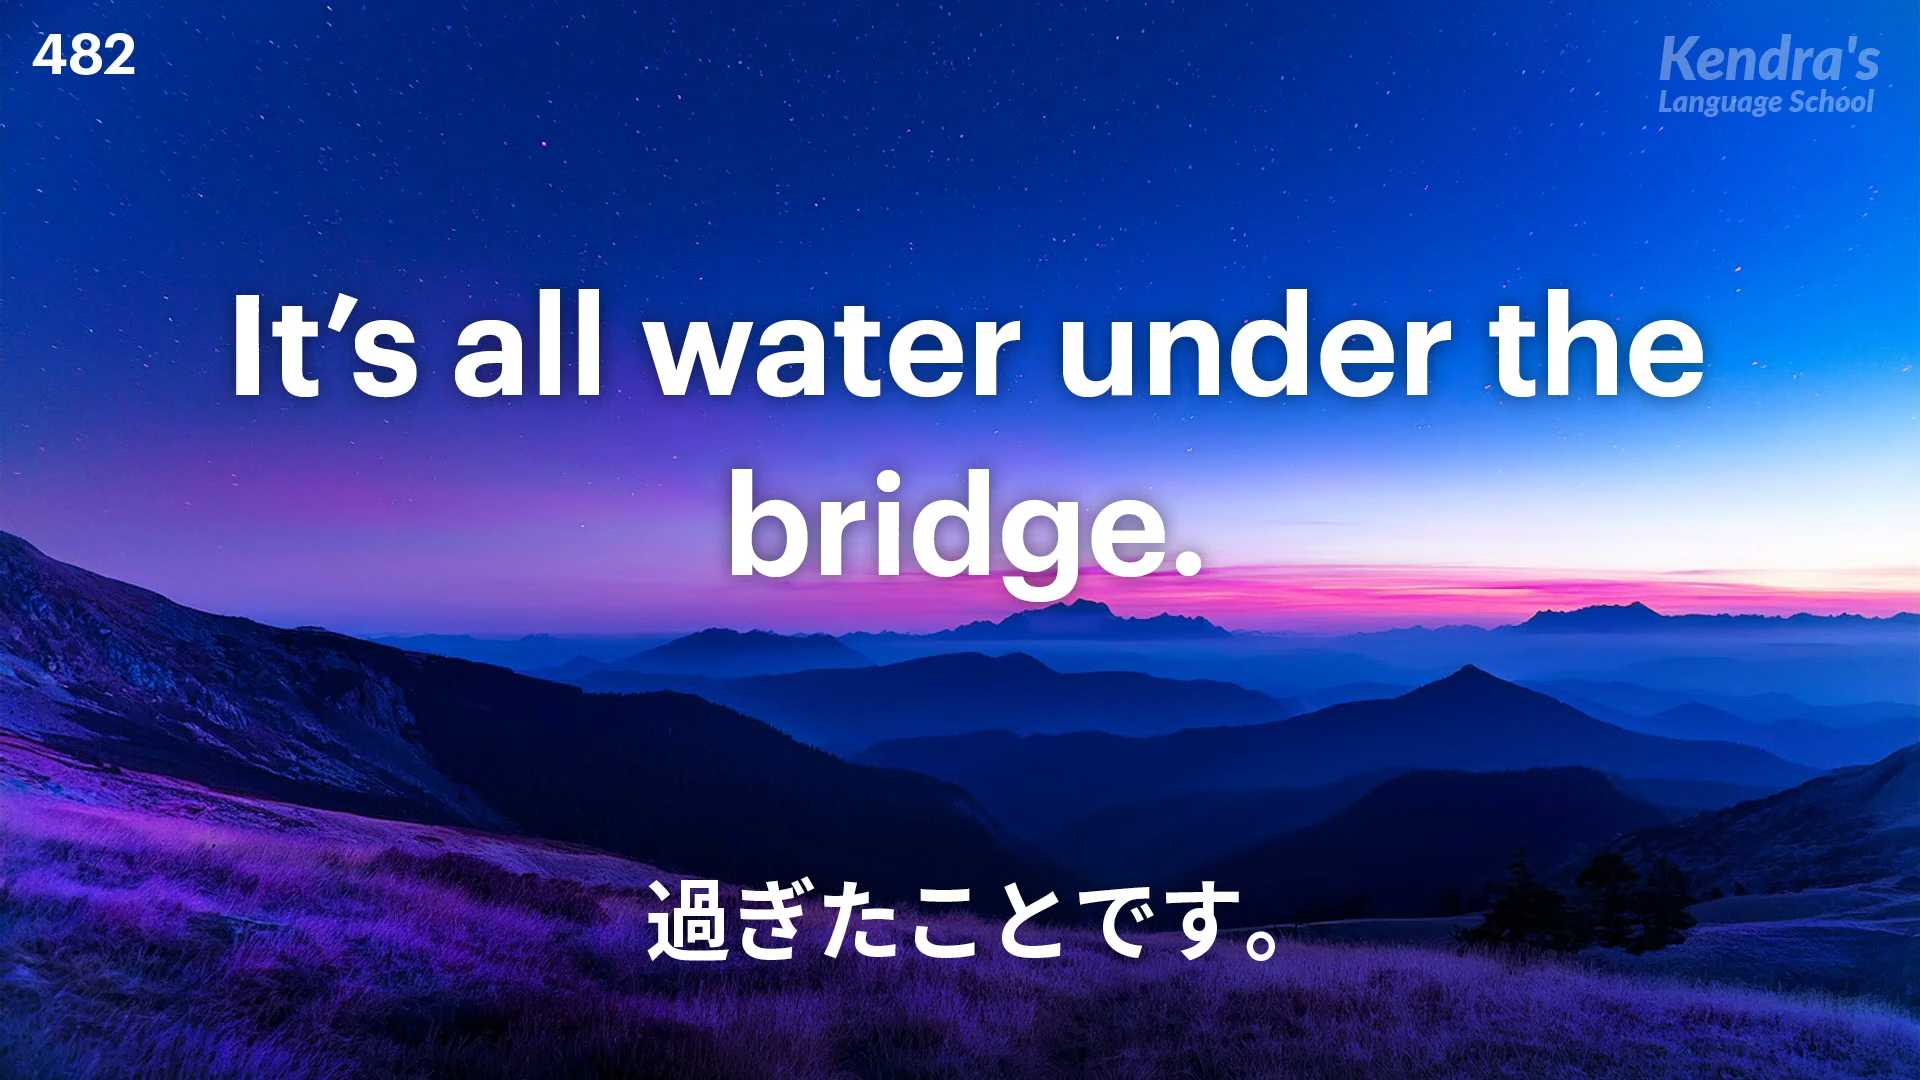 482
Kendra's
Language School
It’s all water under the
bridge.
過ぎたことです。